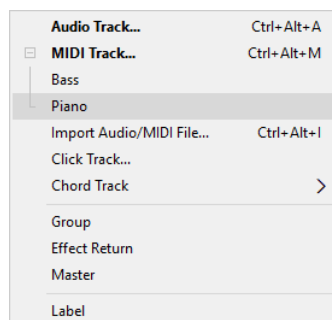 Audio Track... Ctrl+Alt+A
MIDI Track... Ctrl+Alt+M
Bass
Piano
Import Audio/MIDI File... Ctrl+Alt+I
Click Track...
Chord Track
Group
Effect Return
Master
Label